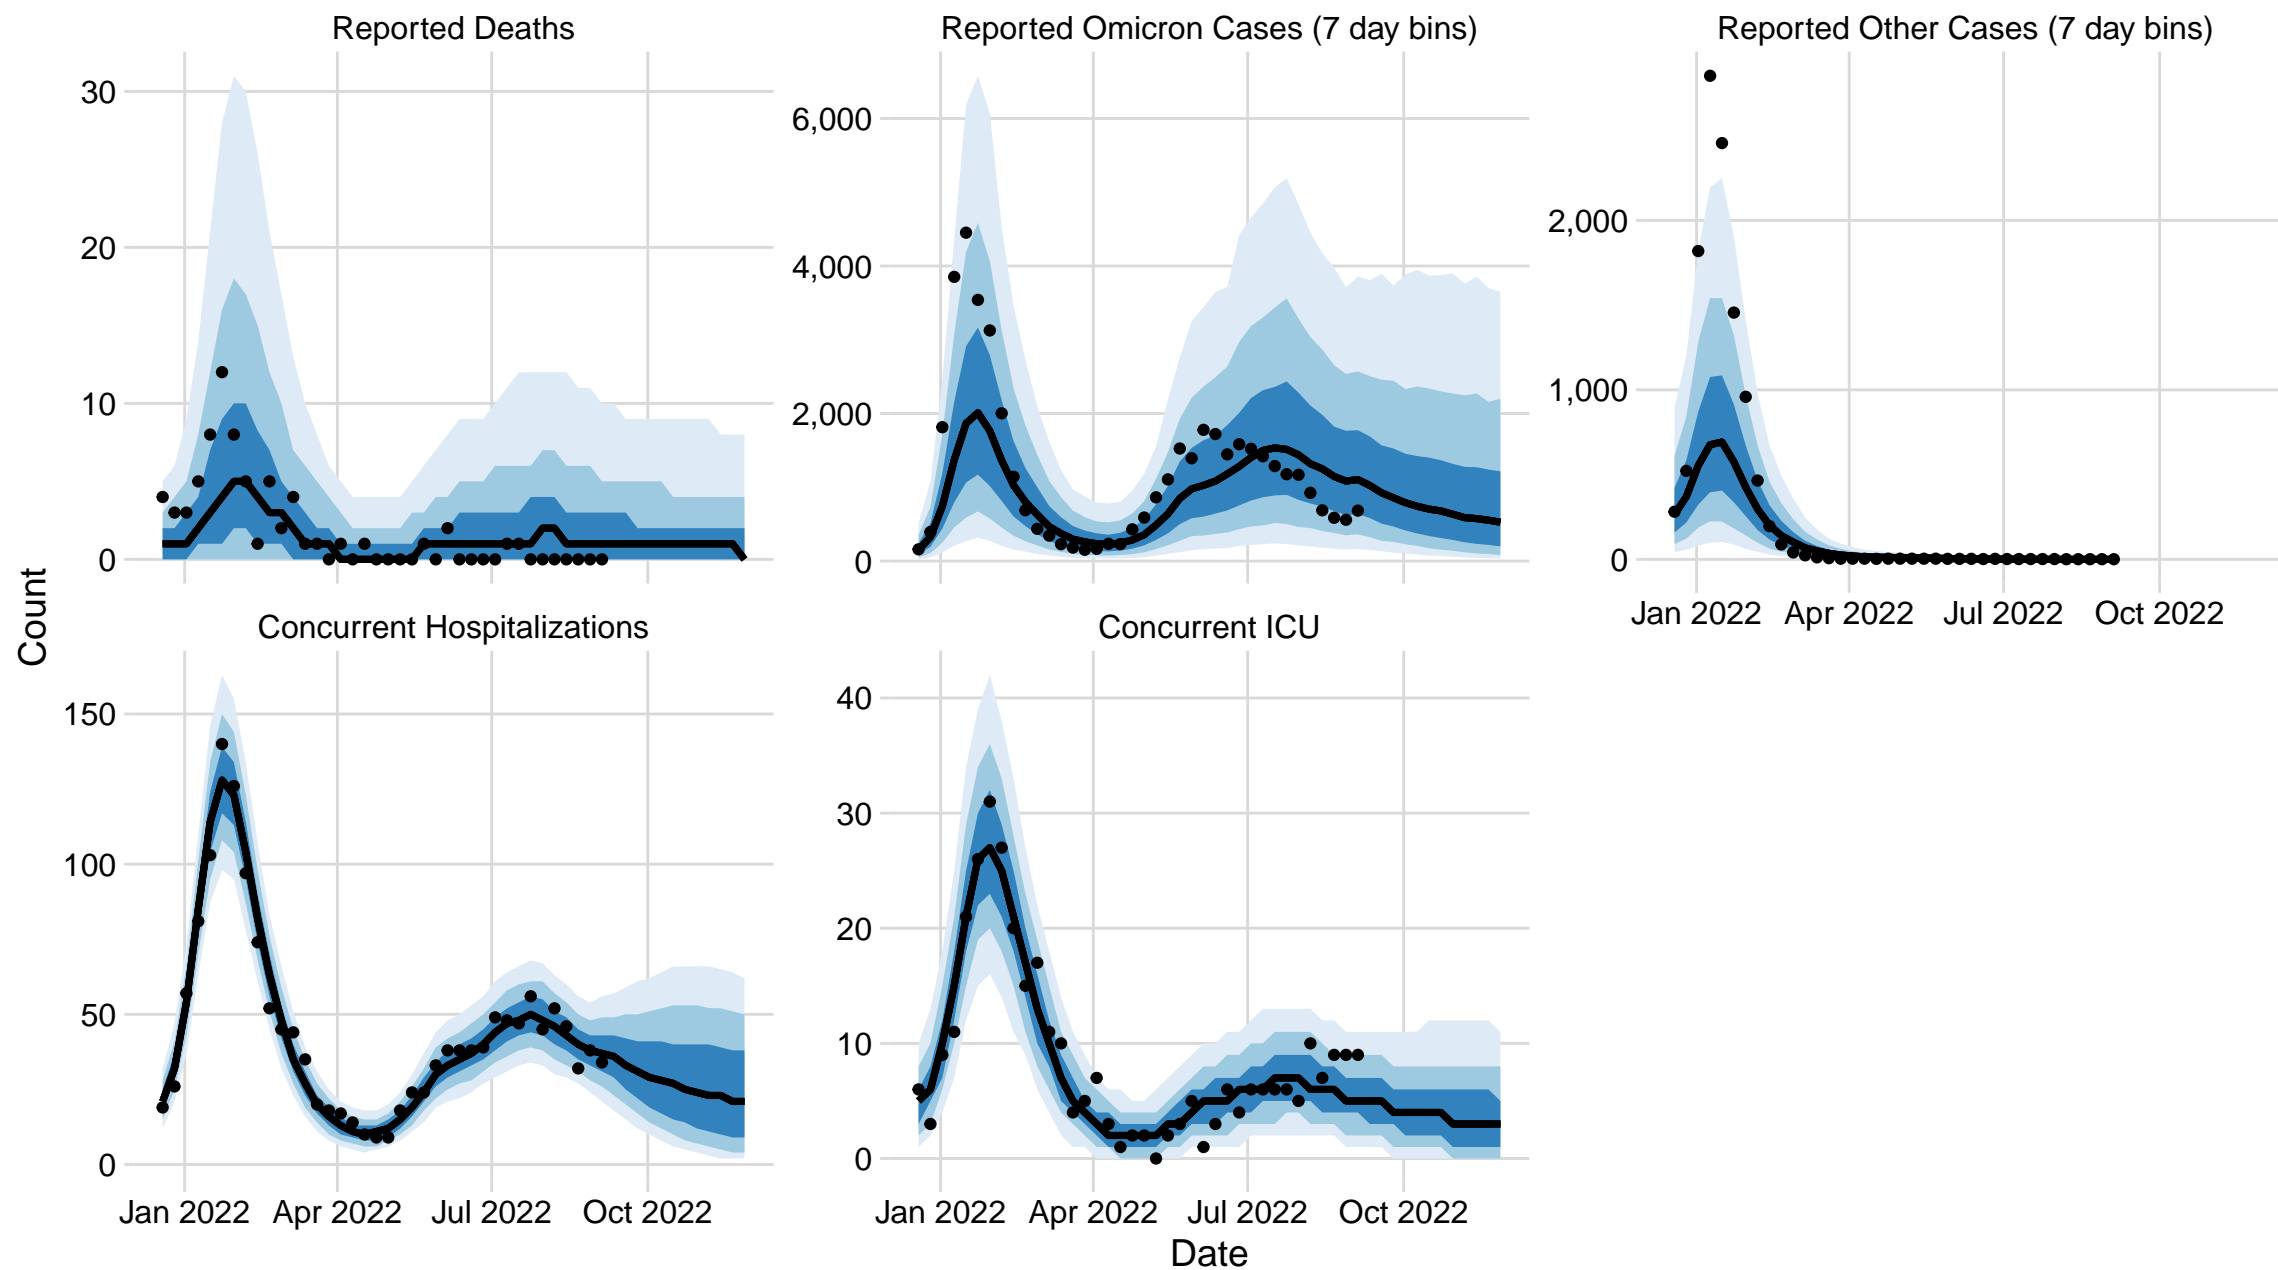 Reported Deaths
Reported Omicron Cases (7 day bins)
Reported Other Cases (7 day bins)
30
20
10
0
6,000
4,000
2,000
0
2,000
1,000
0
Jan 2022 Apr 2022 Jul 2022 Oct 2022
Count
Concurrent Hospitalizations
Concurrent ICU
150
100
50
0
40
30
20
10
0
Jan 2022 Apr 2022 Jul 2022 Oct 2022
Jan 2022 Apr 2022 Jul 2022 Oct 2022
Date